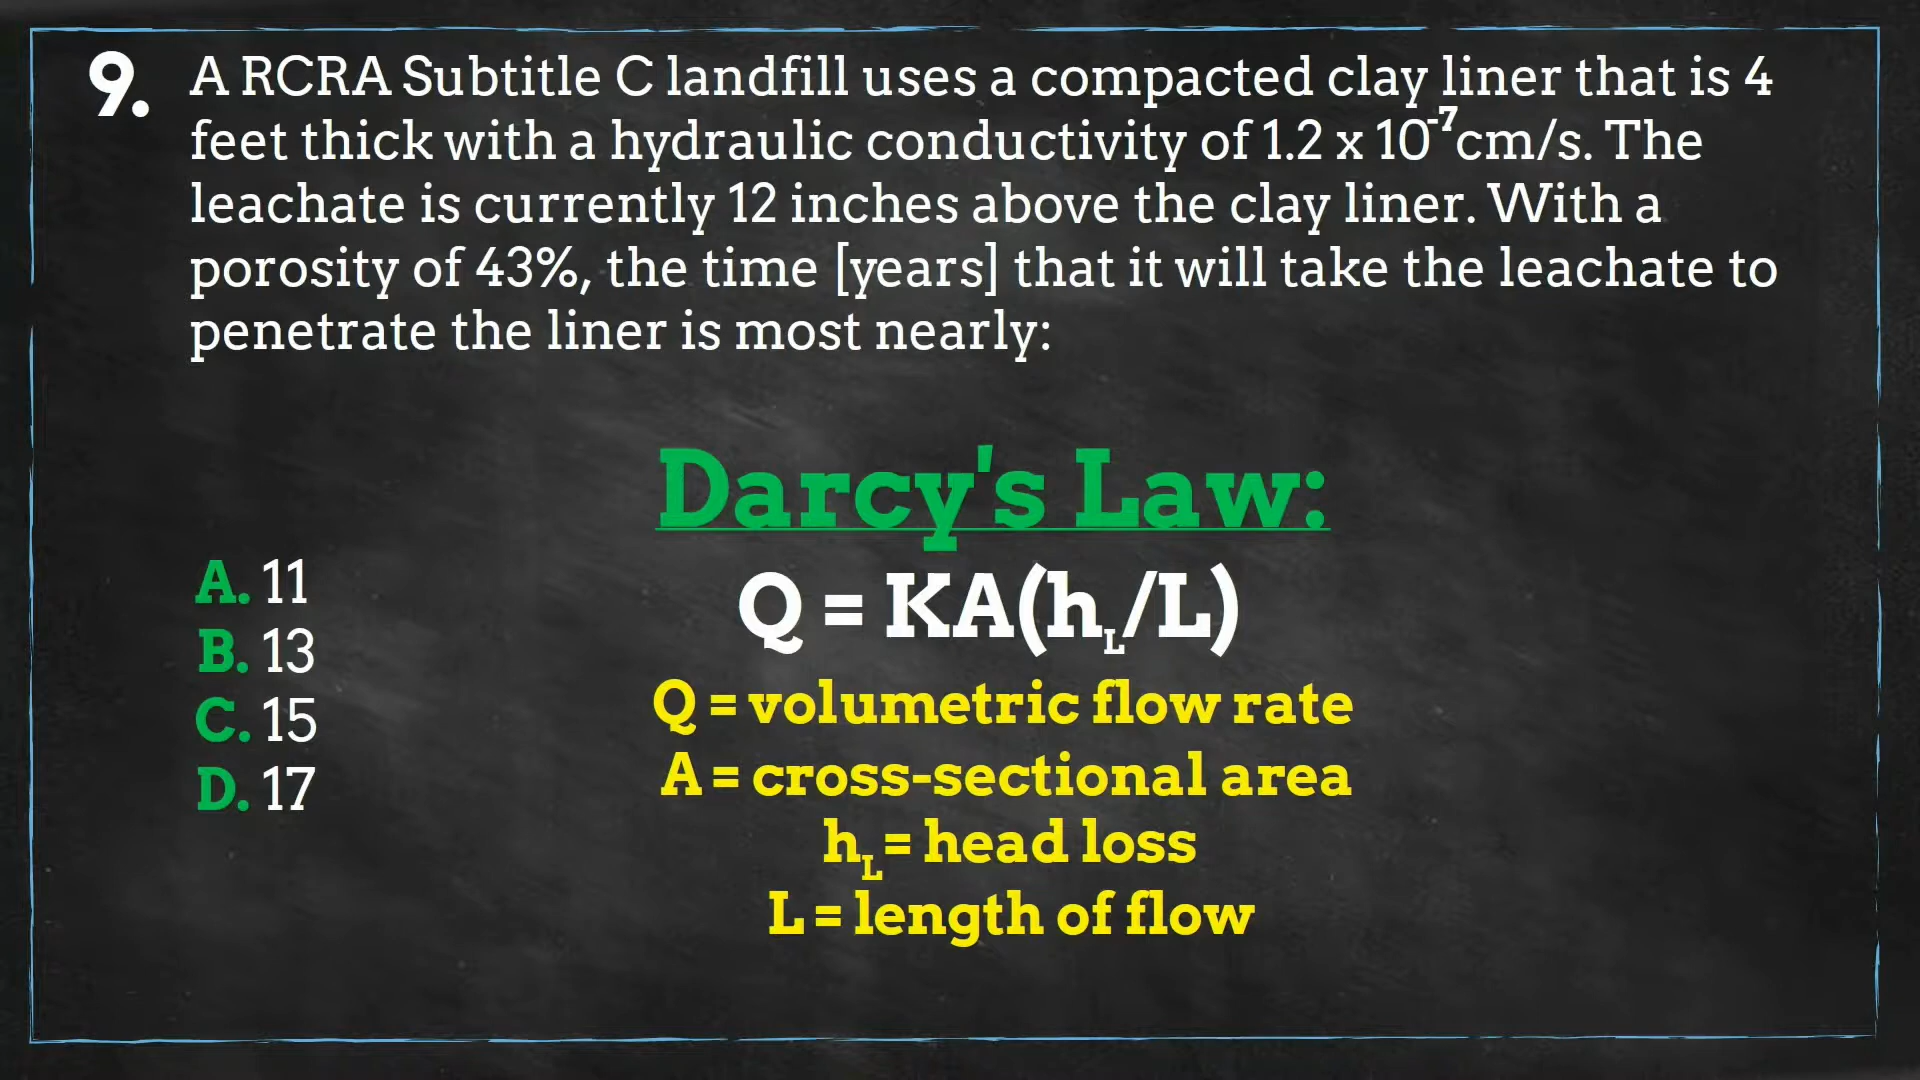 9. A RCRA Subtitle C landfill uses a compacted clay liner that is 4
feet thick with a hydraulic conductivity of 1.2 x 10⁻⁷cm/s. The
leachate is currently 12 inches above the clay liner. With a
porosity of 43%, the time [years] that it will take the leachate to
penetrate the liner is most nearly:
A. 11
B. 13
C. 15
D. 17
Darcy's Law:
Q = KA(h_L/L)
Q = volumetric flow rate
A = cross-sectional area
h_L = head loss
L = length of flow